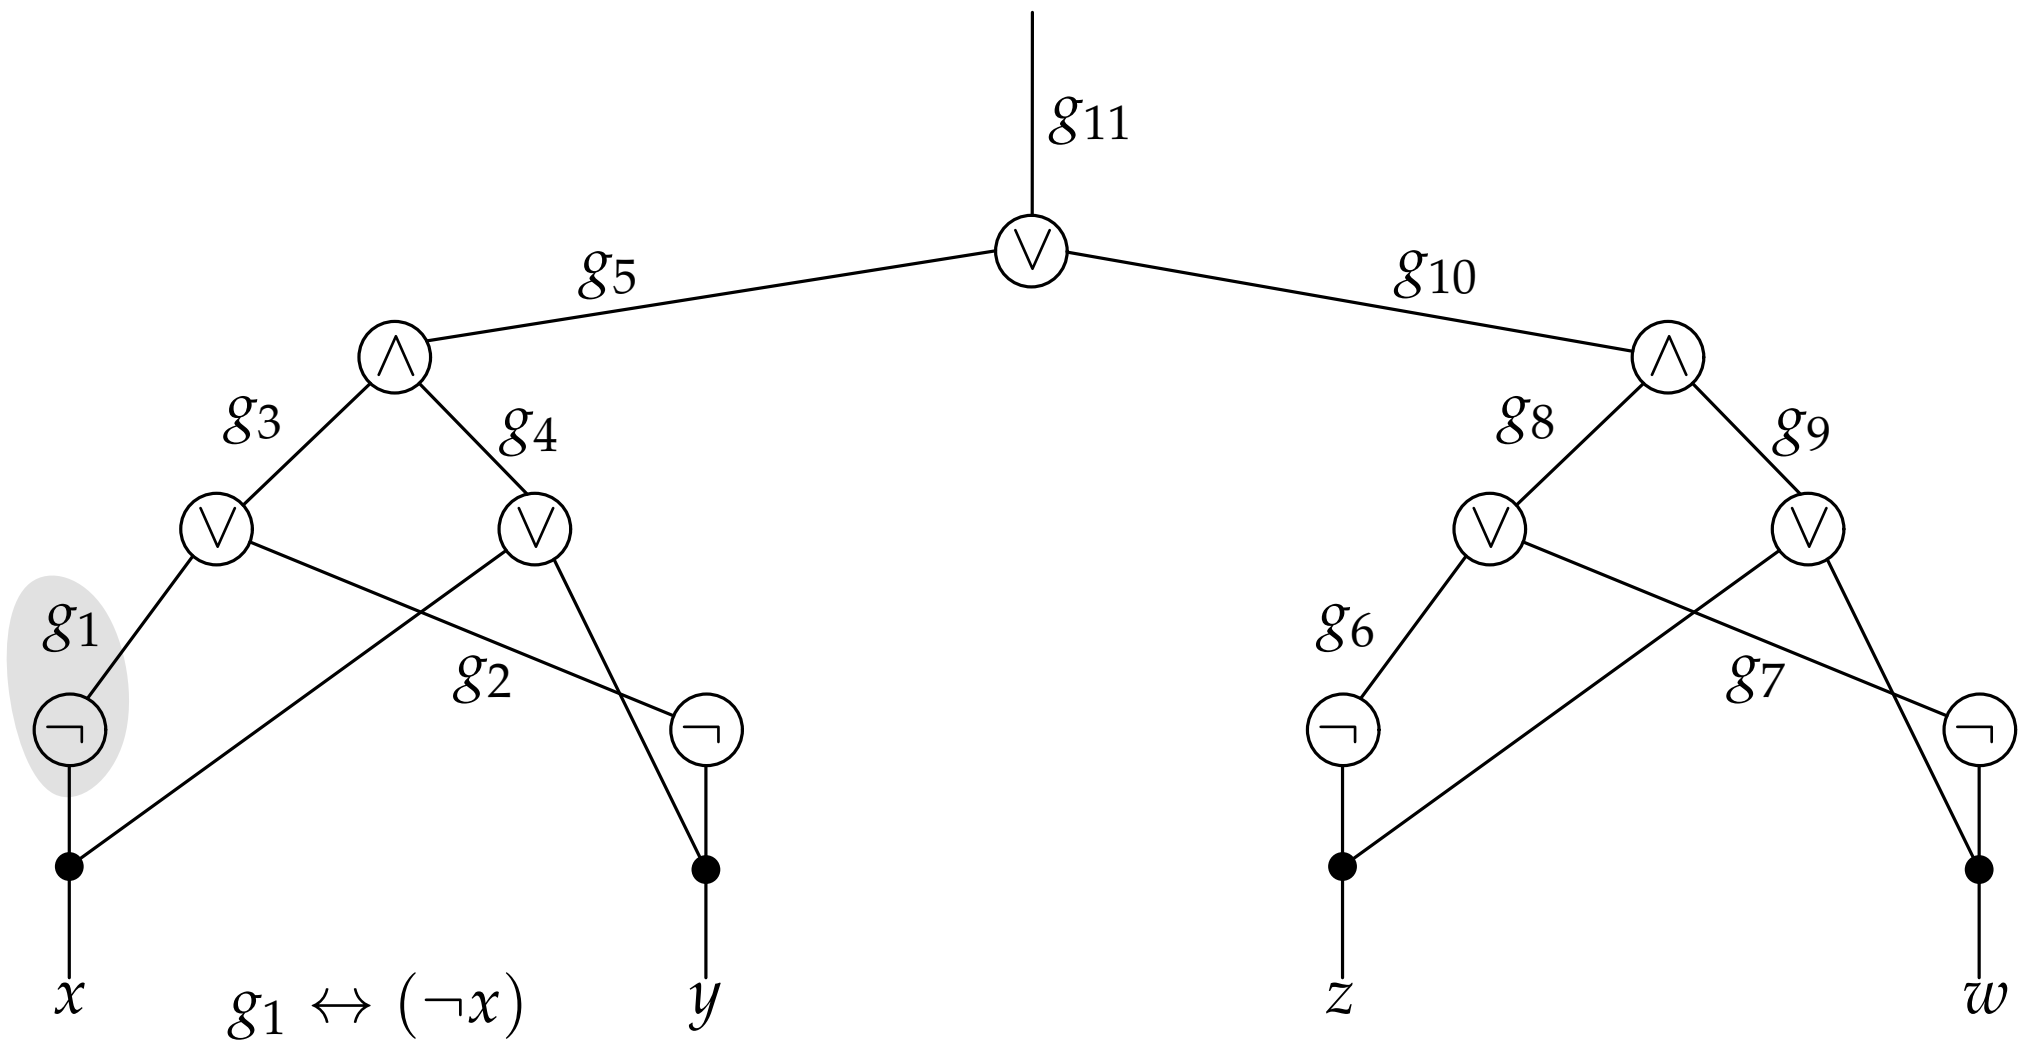 g11
∨
g5 g10
∧ ∧
g3 g4 g8 g9
∨ ∨ ∨ ∨
g1 g2 g6 g7
¬ ¬ ¬ ¬
x y z w
g1 ↔ (¬x)